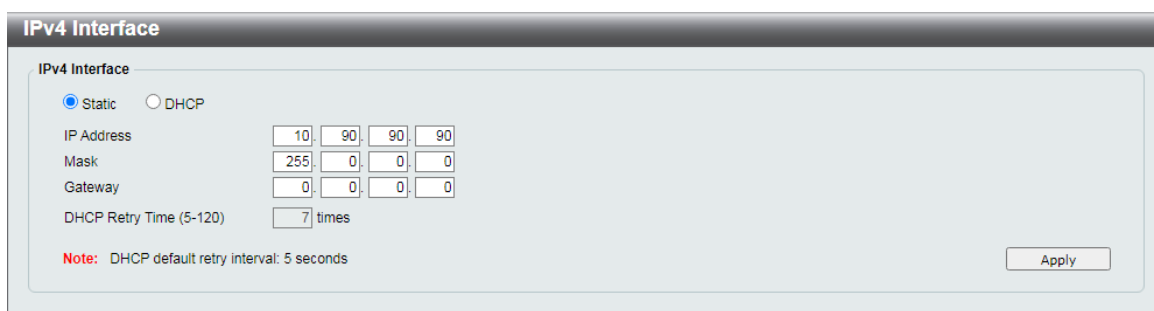 IPv4 Interface
IPv4 Interface
Static DHCP
IP Address 10. 90. 90. 90
Mask 255. 0. 0. 0
Gateway 0. 0. 0. 0
DHCP Retry Time (5-120) 7 times
Note: DHCP default retry interval: 5 seconds Apply